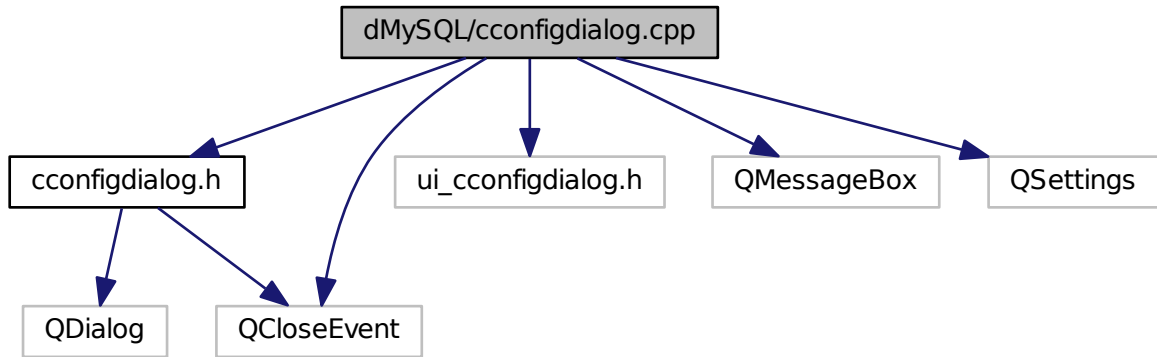 dMySQL/cconfigdialog.cpp
cconfigdialog.h
ui_cconfigdialog.h
QMessageBox
QSettings
QDialog
QCloseEvent